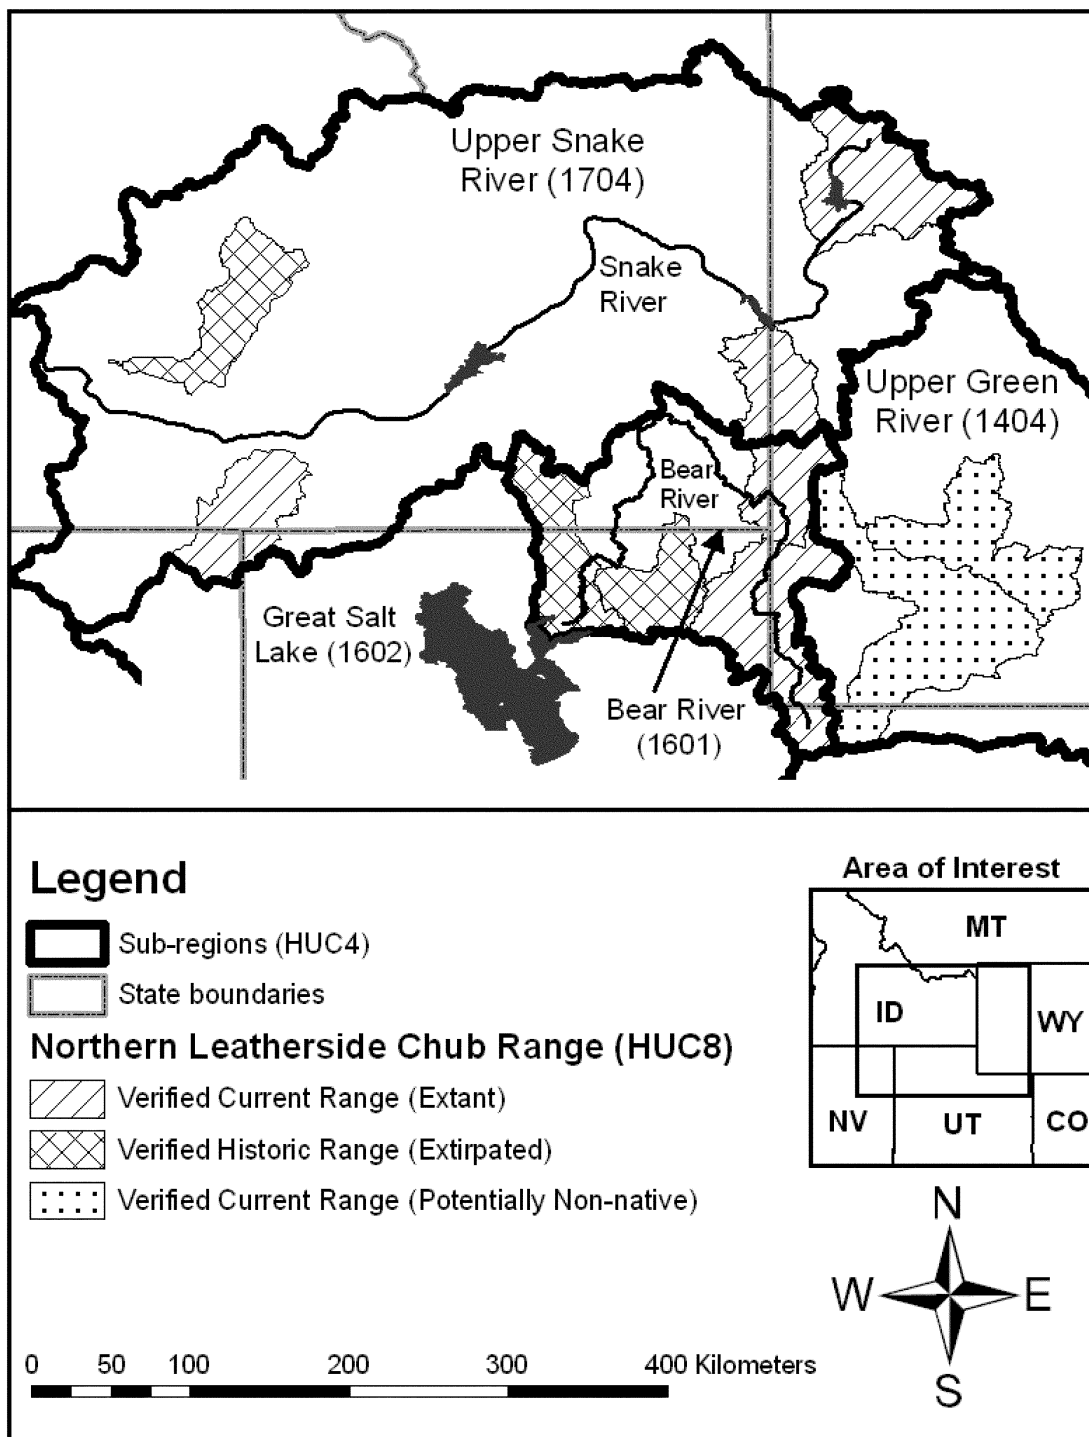 Upper Snake
River (1704)
Snake
River
Upper Green
River (1404)
Bear
River
Great Salt
Lake (1602)
Bear River
(1601)
Legend
Sub-regions (HUC4)
State boundaries
Northern Leatherside Chub Range (HUC8)
Verified Current Range (Extant)
Verified Historic Range (Extirpated)
Verified Current Range (Potentially Non-native)
Area of Interest
MT
ID
WY
NV
UT
CO
N
W
E
S
0 50 100 200 300 400 Kilometers